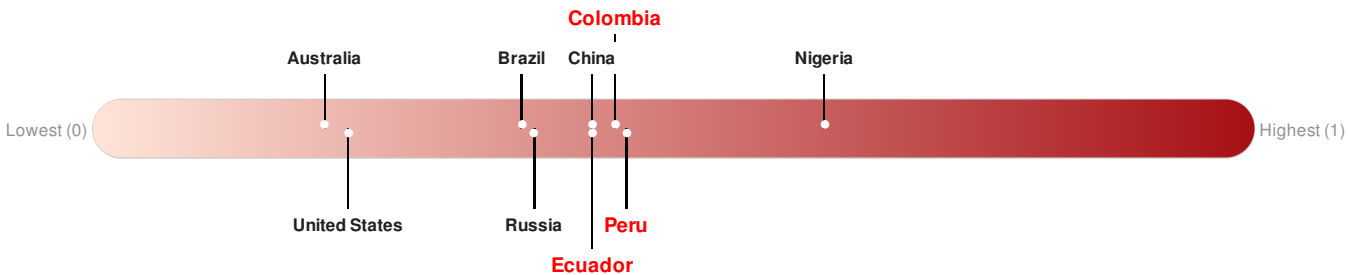 Colombia
Australia
Brazil
China
Nigeria
Lowest (0)
Highest (1)
United States
Russia
Peru
Ecuador